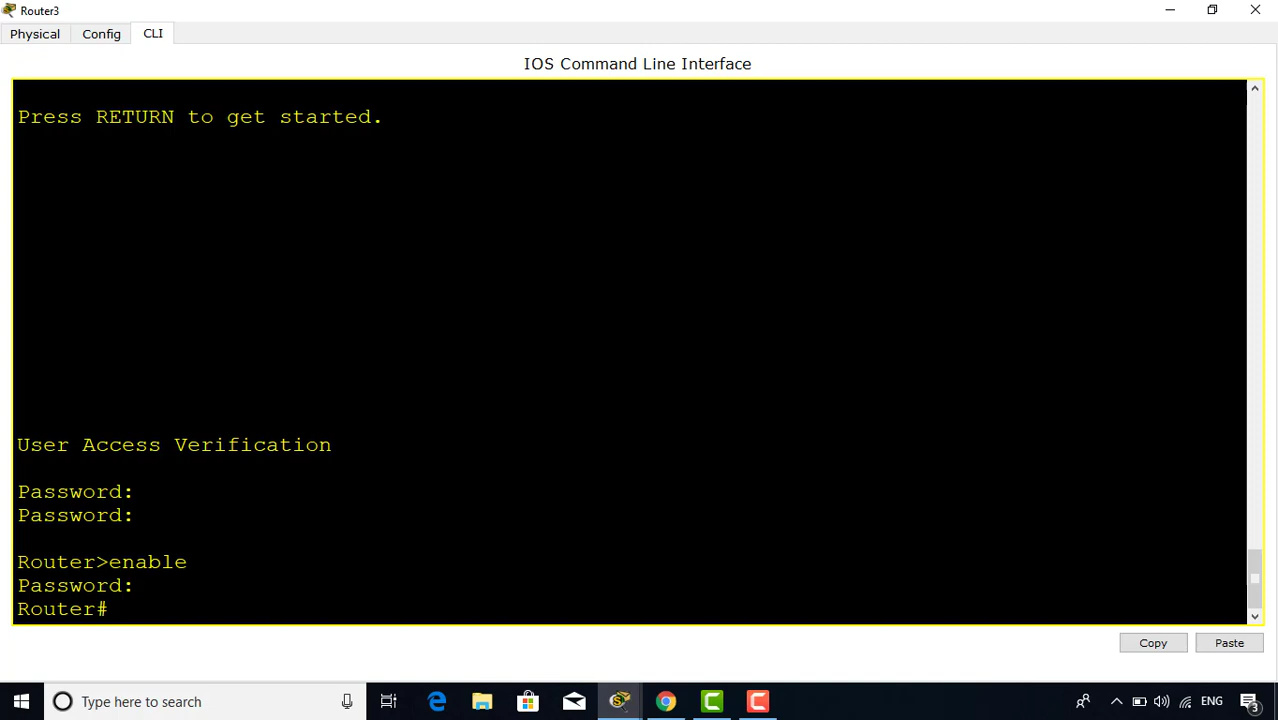 Router3
Physical
Config
CLI
IOS Command Line Interface
Press RETURN to get started.
User Access Verification
Password:
Password:
Router>enable
Password:
Router#
Copy
Paste
Type here to search
ENG
3